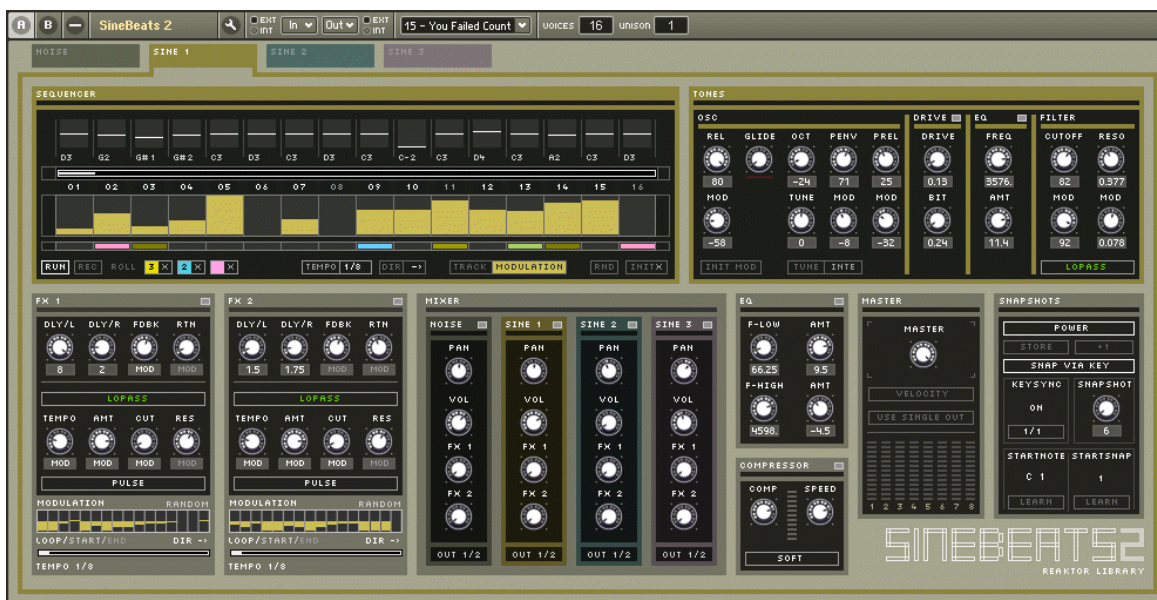 A B SineBeats 2 EXT INT In Out EXT INT 15 - You Failed Count VOICES 16 UNISON 1
NOISE SINE 1 SINE 2 SINE 3
SEQUENCER
D3 G2 G#1 G#2 C3 D3 C3 D3 C3 C-2 C3 D4 C3 A2 C3 D3
01 02 03 04 05 06 07 08 09 10 11 12 13 14 15 16
RUN REC ROLL 3 X 2 X X TEMPO 1/8 DIR -> TRACK MODULATION RND INITX
TONES
OSC DRIVE EQ FILTER
REL GLIDE OCT PENV PREL DRIVE FREQ CUTOFF RESO
80 -24 71 25 0.13 3576. 82 0.377
MOD TUNE MOD MOD BIT AMT MOD MOD
-58 0 -8 -32 0.24 11.4 92 0.078
INIT MOD TUNE INTE LOPASS
FX 1
DLY/L DLY/R FDBK RTN
8 2 MOD MOD
LOPASS
TEMPO AMT CUT RES
MOD MOD MOD MOD
PULSE
MODULATION RANDOM
LOOP/START/END DIR ->
TEMPO 1/8
FX 2
DLY/L DLY/R FDBK RTN
1.5 1.75 MOD MOD
LOPASS
TEMPO AMT CUT RES
MOD MOD MOD MOD
PULSE
MODULATION RANDOM
LOOP/START/END DIR ->
TEMPO 1/8
MIXER
NOISE SINE 1 SINE 2 SINE 3
PAN PAN PAN PAN
VOL VOL VOL VOL
FX 1 FX 1 FX 1 FX 1
FX 2 FX 2 FX 2 FX 2
OUT 1/2 OUT 1/2 OUT 1/2 OUT 1/2
EQ
F-LOW AMT
66.25 9.5
F-HIGH AMT
4598. -4.5
COMPRESSOR
COMP SPEED
SOFT
MASTER
MASTER
VELOCITY
USE SINGLE OUT
1 2 3 4 5 6 7 8
SNAPSHOTS
POWER
STORE +1
SNAP VIA KEY
KEYSYNC SNAPSHOT
ON
1/1 6
STARTNOTE STARTSNAP
C 1 1
LEARN LEARN
SINEBEATS2
REAKTOR LIBRARY